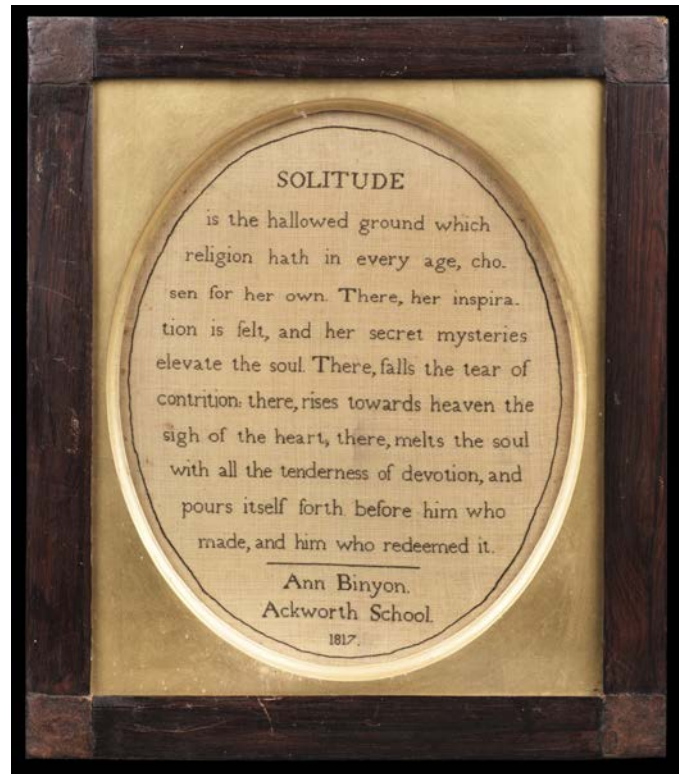 SOLITUDE
is the hallowed ground which
religion hath in every age, cho-
sen for her own. There, her inspira-
tion is felt, and her secret mysteries
elevate the soul. There, falls the tear of
contrition: there, rises towards heaven the
sigh of the heart, there, melts the soul
with all the tenderness of devotion, and
pours itself forth before him who
made, and him who redeemed it.
Ann Binyon.
Ackworth School.
1817.